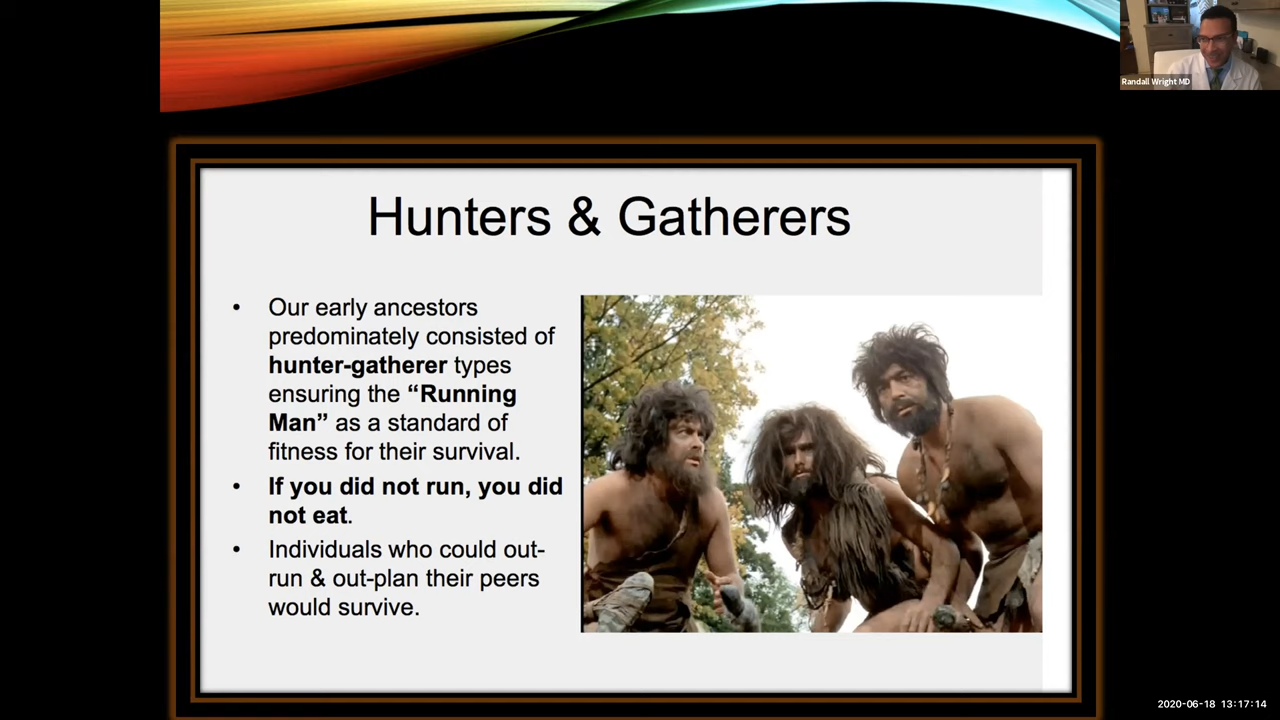 Randall Wright MD
Hunters & Gatherers
• Our early ancestors
predominately consisted of
hunter-gatherer types
ensuring the “Running
Man” as a standard of
fitness for their survival.
• If you did not run, you did
not eat.
• Individuals who could out-
run & out-plan their peers
would survive.
2020-06-18 13:17:14